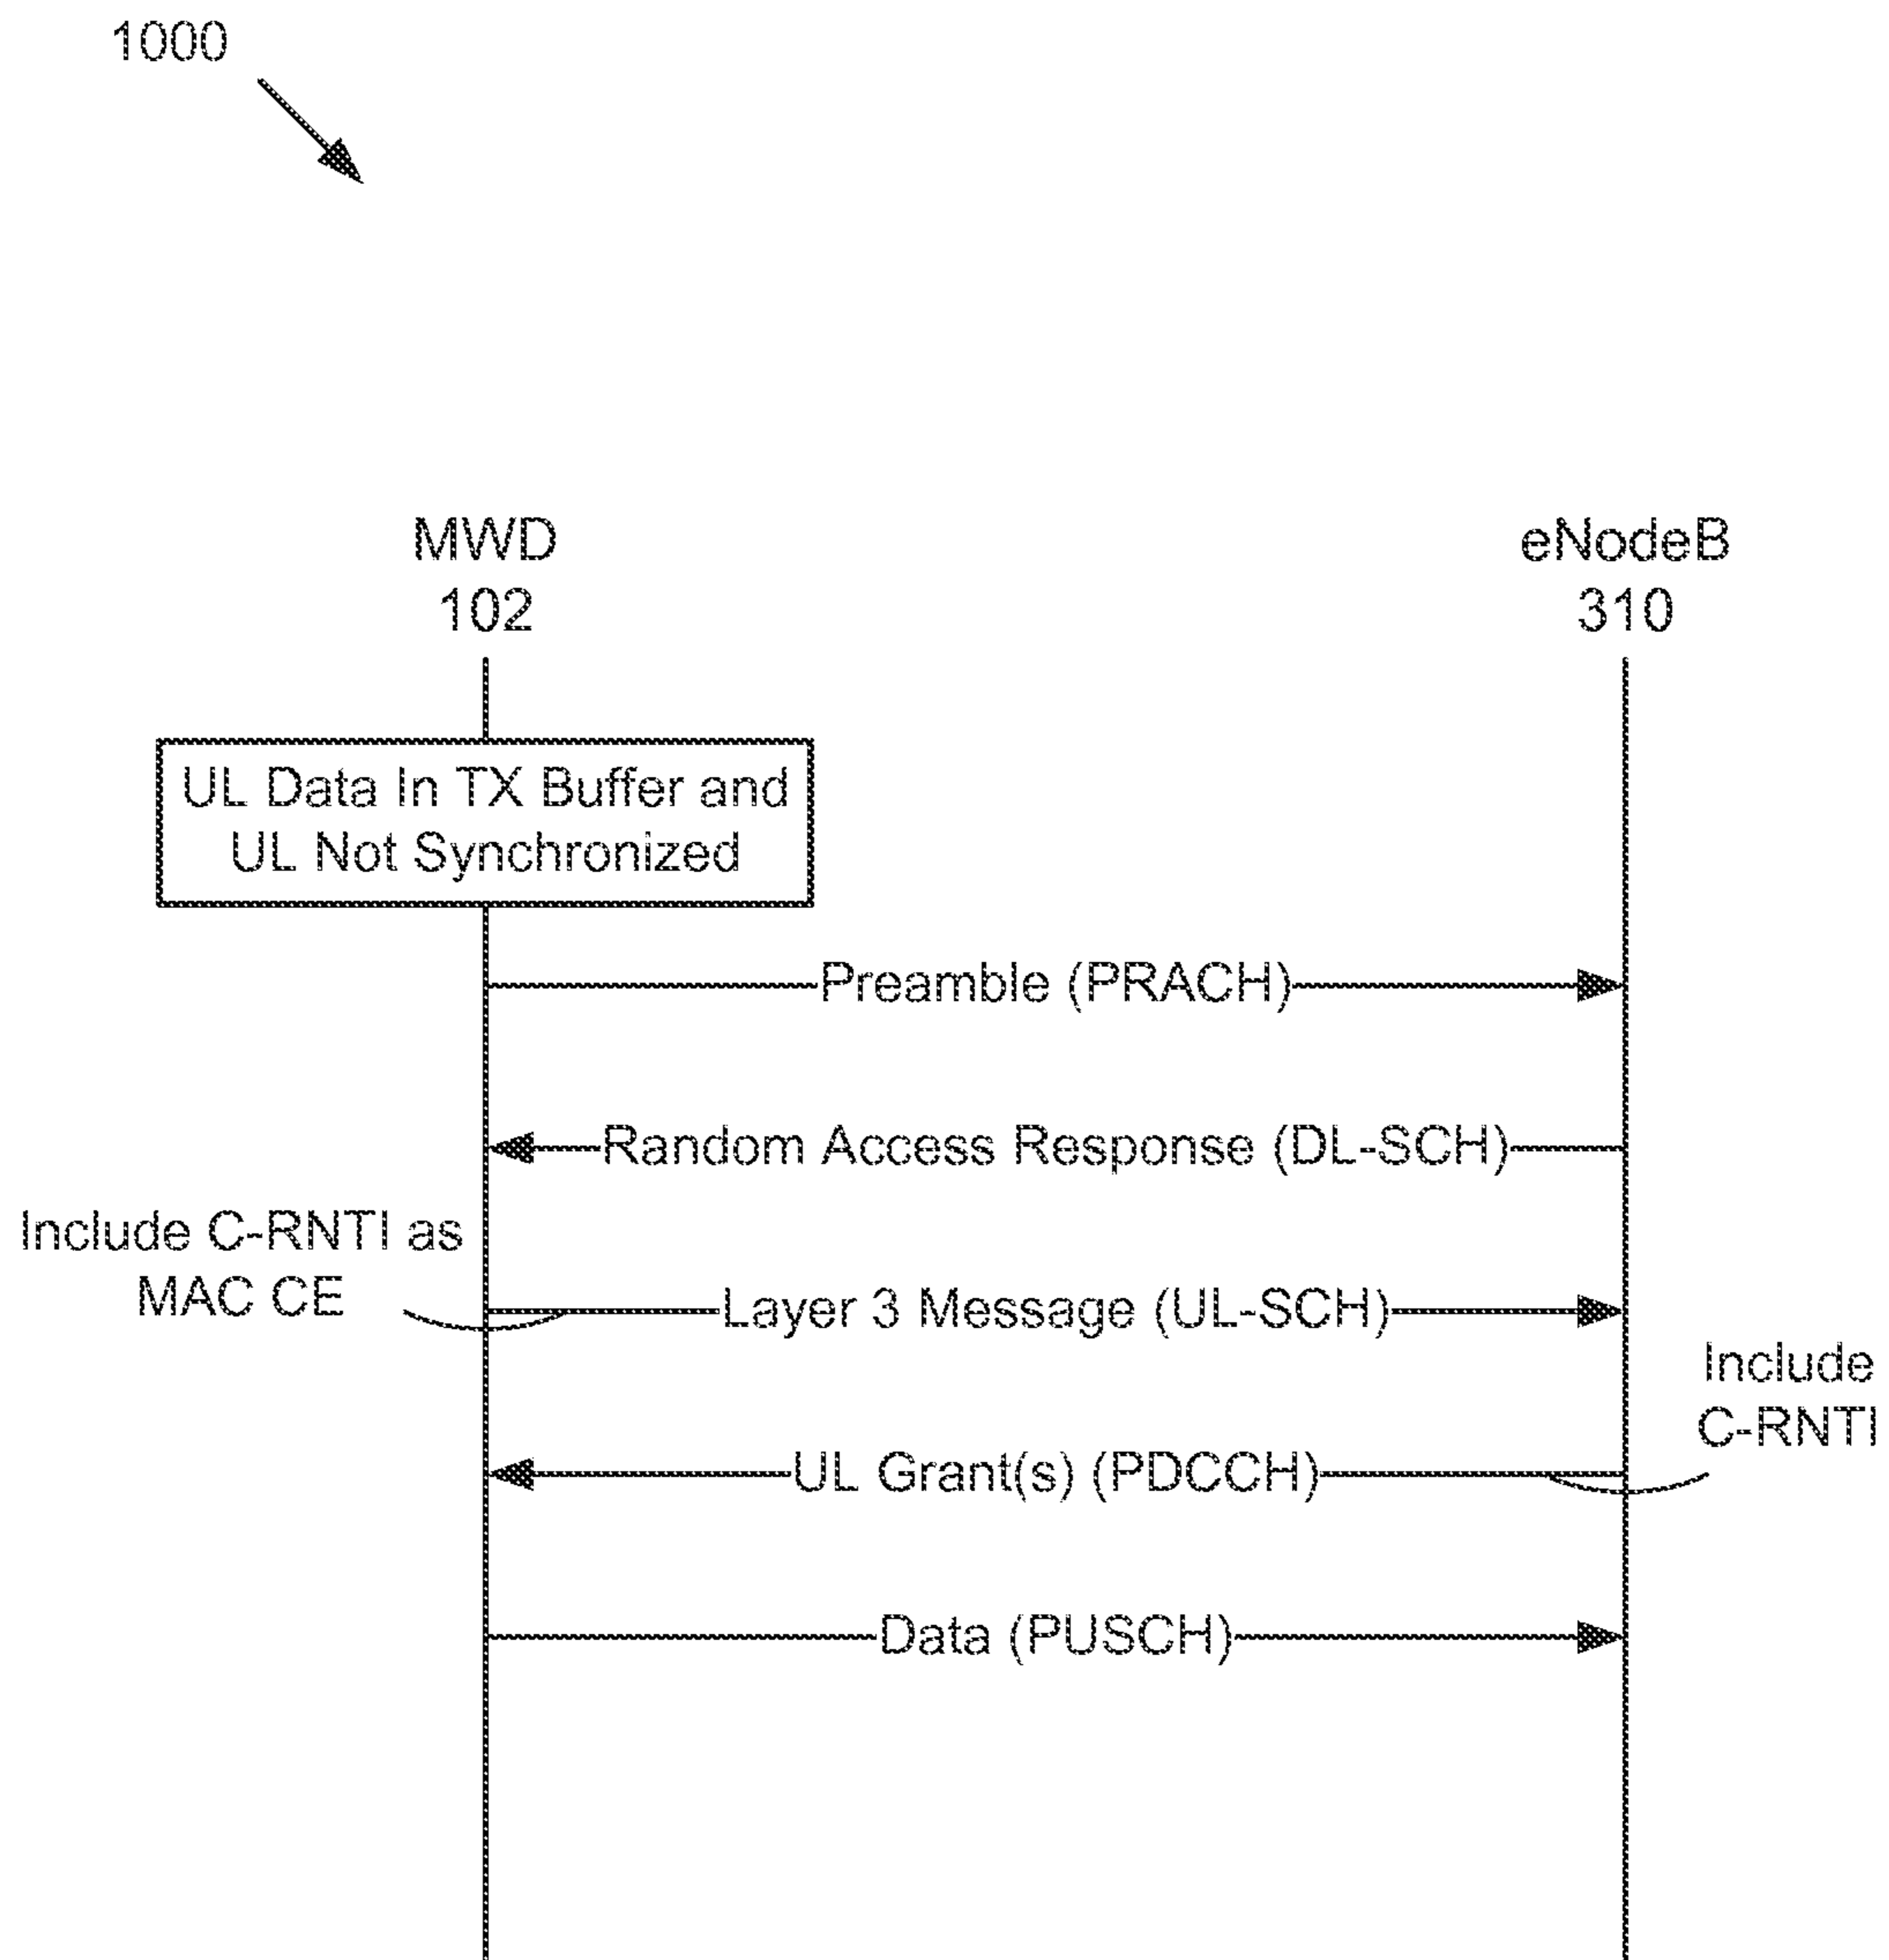 1000
MWD
102
eNodeB
310
UL Data In TX Buffer and
UL Not Synchronized
Preamble (PRACH)
Random Access Response (DL-SCH)
Include C-RNTI as
MAC CE
Layer 3 Message (UL-SCH)
Include
C-RNTI
UL Grant(s) (PDCCH)
Data (PUSCH)